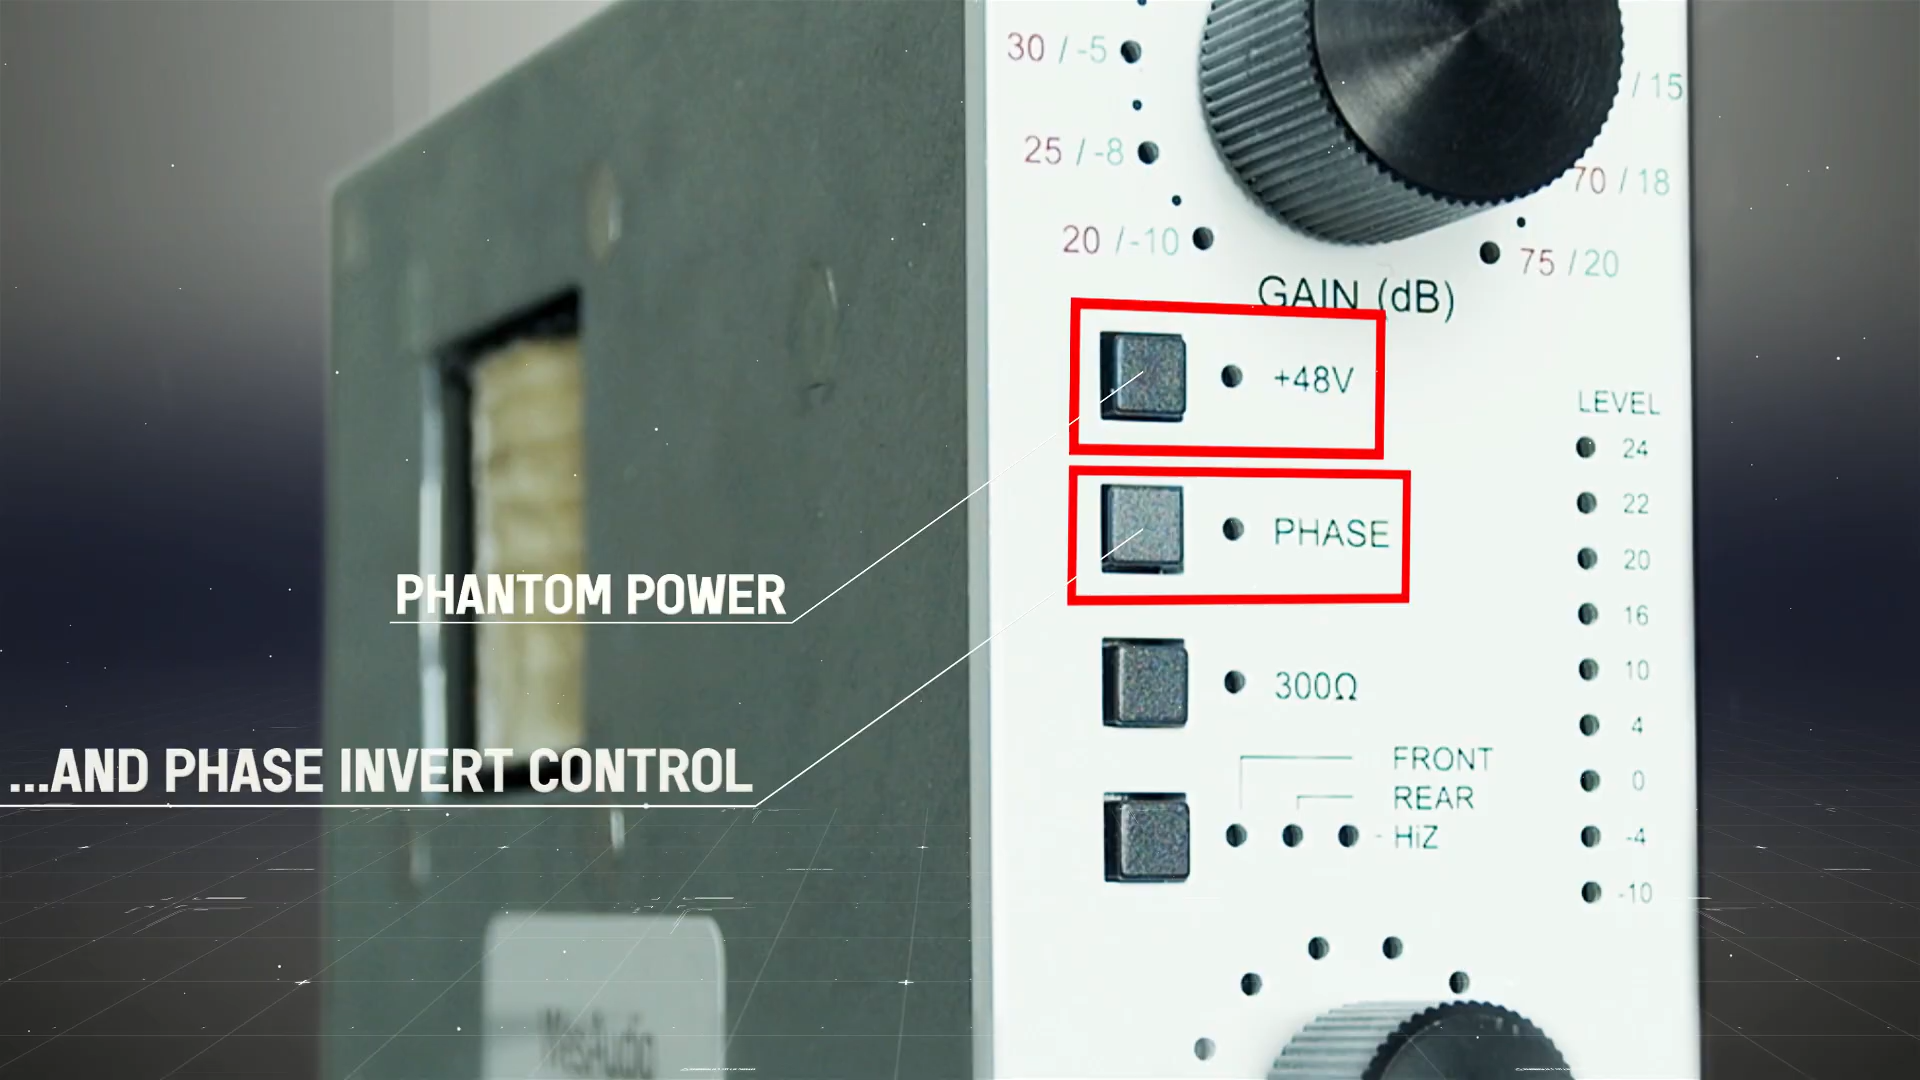 30 / -5
/ 15
25 / -8
70 / 18
20 / -10
75 / 20
GAIN (dB)
+48V
LEVEL
24
22
PHASE
20
PHANTOM POWER
16
300Ω
10
4
FRONT
...AND PHASE INVERT CONTROL
0
REAR
HiZ
-4
-10
WesAudio